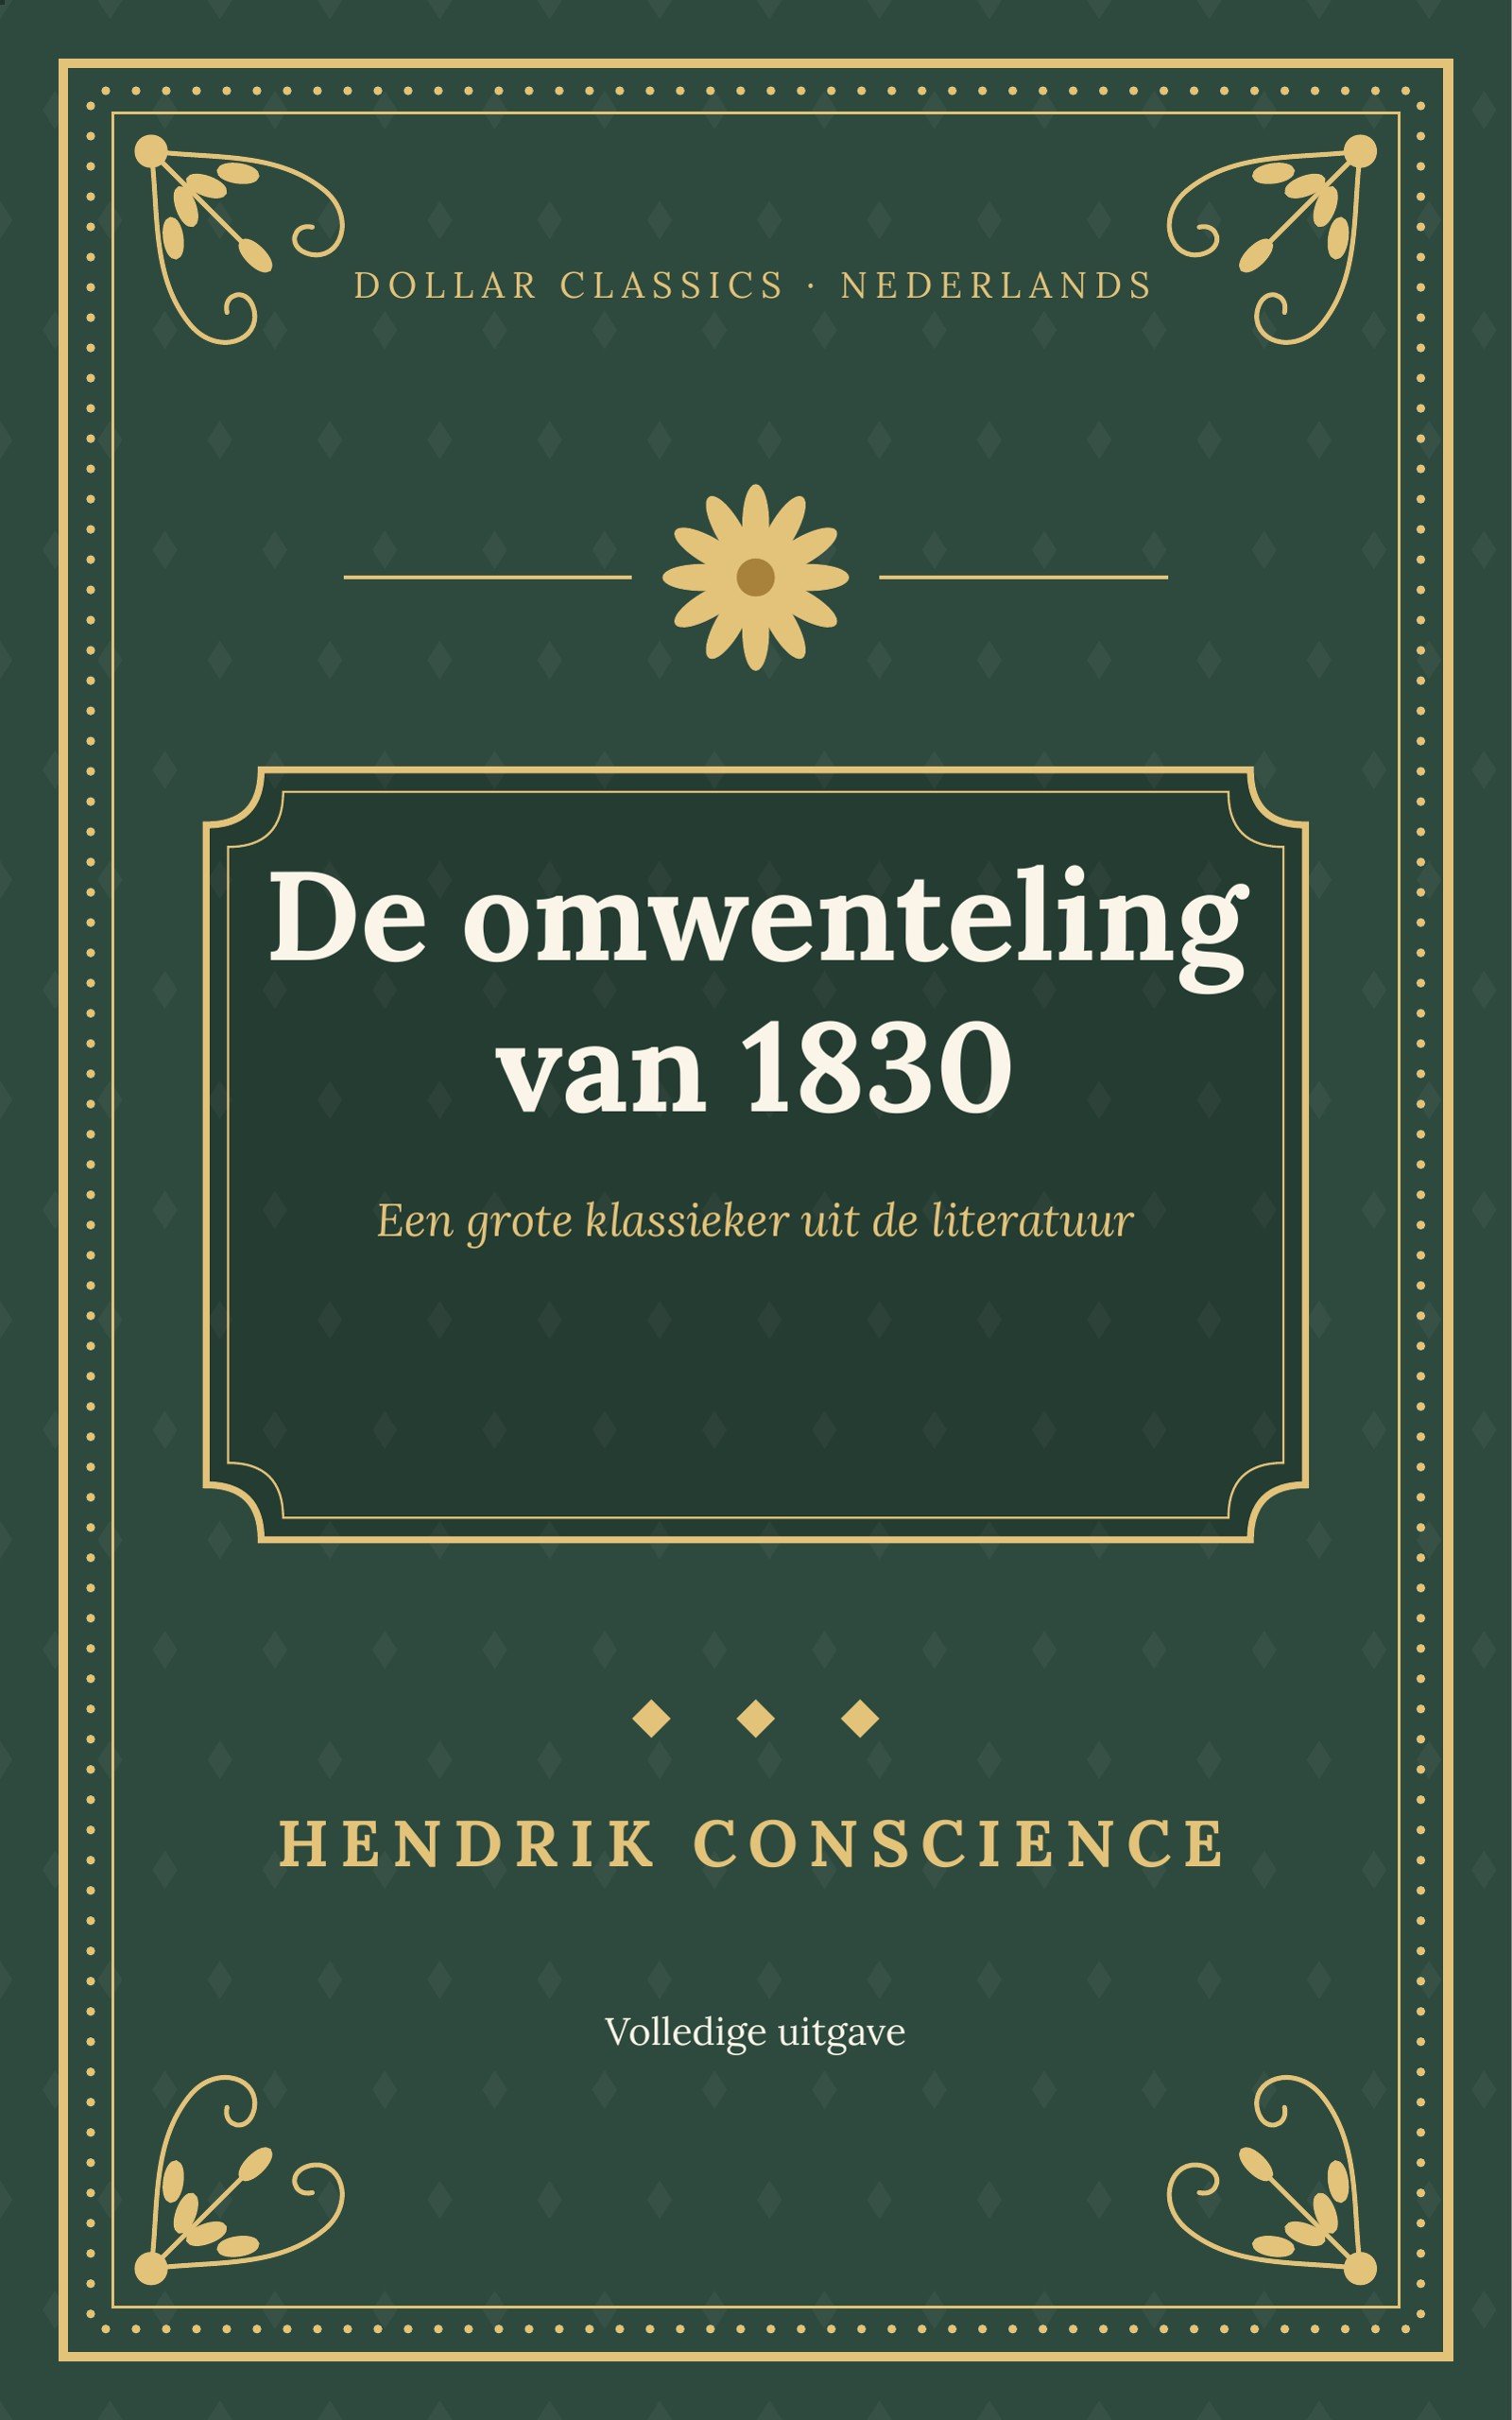 DOLLAR CLASSICS · NEDERLANDS
De omwenteling
van 1830
Een grote klassieker uit de literatuur
HENDRIK CONSCIENCE
Volledige uitgave